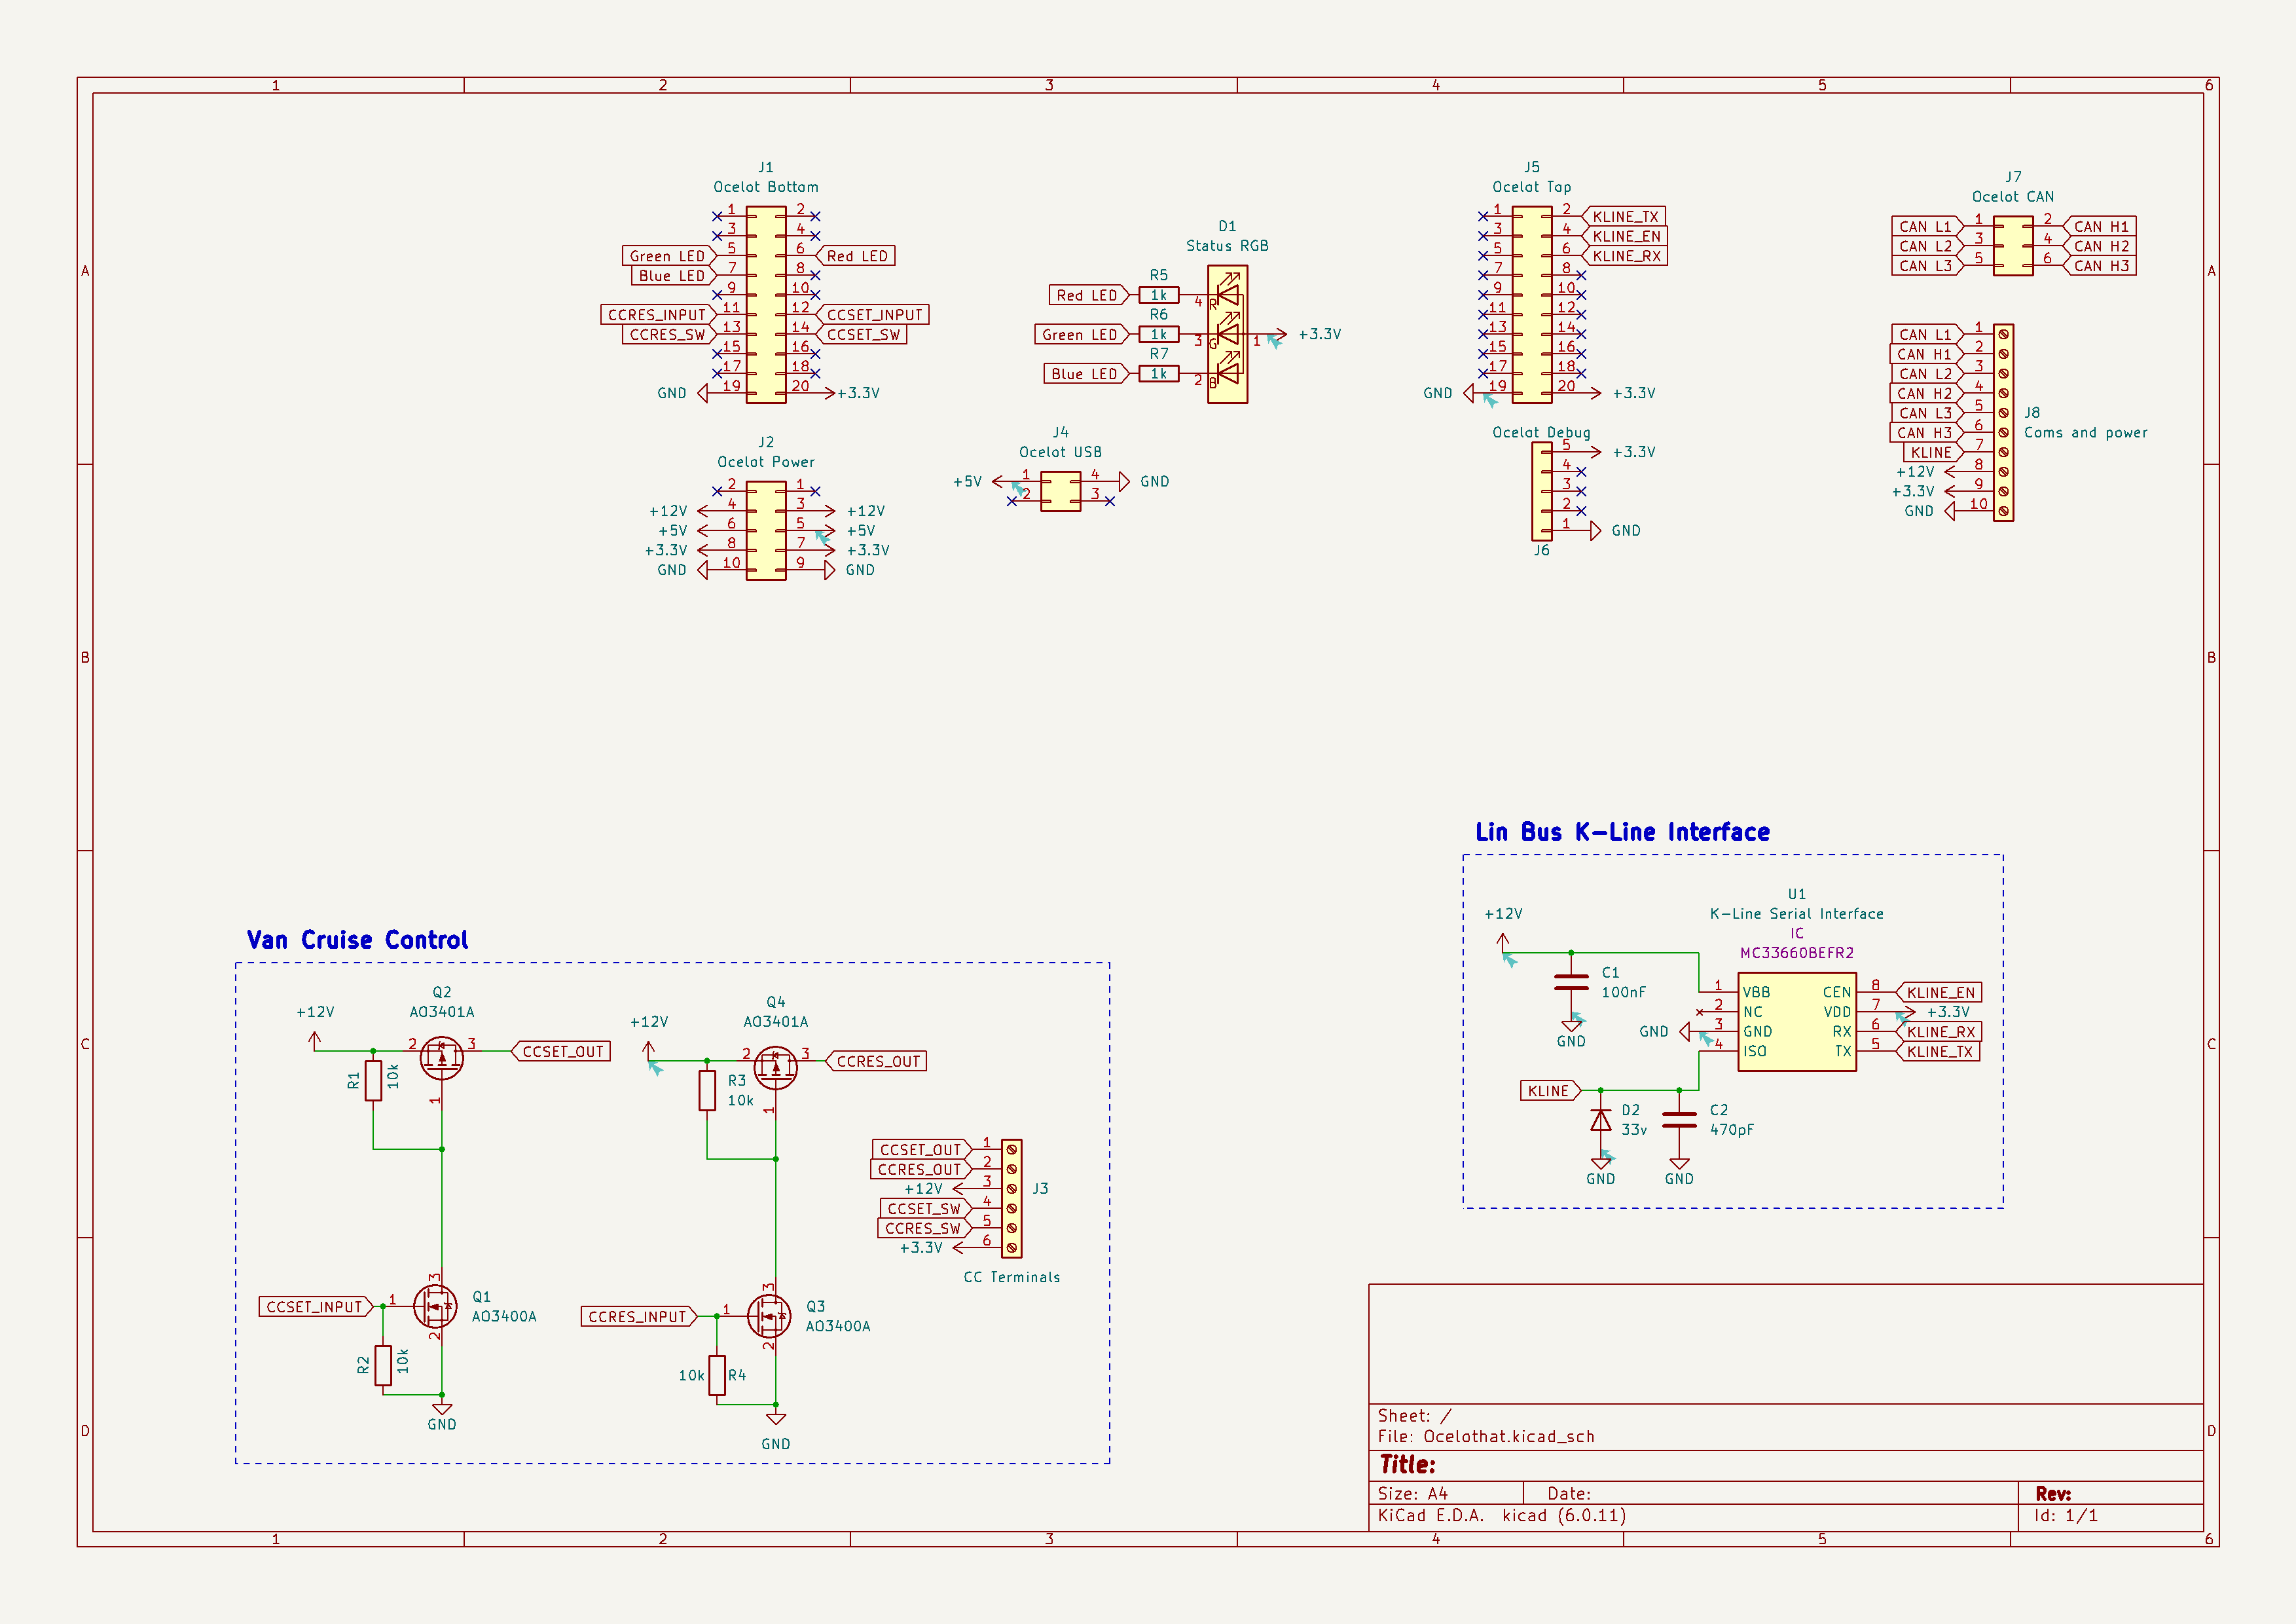 1 2 3 4 5 6
A A
B B
C C
D D
J1
Ocelot Bottom
1 2
3 4
Green LED 5 6 Red LED
Blue LED 7 8
9 10
CCRES_INPUT 11 12 CCSET_INPUT
CCRES_SW 13 14 CCSET_SW
15 16
17 18
GND 19 20 +3.3V
J2
Ocelot Power
2 1
+12V 4 3 +12V
+5V 6 5 +5V
+3.3V 8 7 +3.3V
GND 10 9 GND
D1
Status RGB
R5
Red LED 1k 4 R
R6
Green LED 1k 3 G 1 +3.3V
R7
Blue LED 1k 2 B
J4
Ocelot USB
+5V 1 4 GND
2 3
J5
Ocelot Top
1 2 KLINE_TX
3 4 KLINE_EN
5 6 KLINE_RX
7 8
9 10
11 12
13 14
15 16
17 18
GND 19 20 +3.3V
Ocelot Debug
5 +3.3V
4
3
2
1 GND
J6
J7
Ocelot CAN
CAN L1 1 2 CAN H1
CAN L2 3 4 CAN H2
CAN L3 5 6 CAN H3
CAN L1 1
CAN H1 2
CAN L2 3
CAN H2 4
CAN L3 5
CAN H3 6
KLINE 7
+12V 8
+3.3V 9
GND 10
J8
Coms and power
Van Cruise Control
Q2
AO3401A
+12V
2 3 CCSET_OUT
R1 10k
1
3
CCSET_INPUT 1
Q1
AO3400A
2
R2 10k
GND
Q4
AO3401A
+12V
2 3 CCRES_OUT
R3
10k
1
3
CCRES_INPUT 1
Q3
AO3400A
2
10k R4
GND
CCSET_OUT 1
CCRES_OUT 2
+12V 3
CCSET_SW 4
CCRES_SW 5
+3.3V 6
J3
CC Terminals
Lin Bus K-Line Interface
U1
K-Line Serial Interface
IC
MC33660BEFR2
+12V
C1
100nF
GND
1 VBB CEN 8 KLINE_EN
2 NC VDD 7 +3.3V
GND 3 GND RX 6 KLINE_RX
4 ISO TX 5 KLINE_TX
KLINE
D2
33v
GND
C2
470pF
GND
Sheet: /
File: Ocelothat.kicad_sch
Title:
Size: A4 Date: Rev:
KiCad E.D.A. kicad (6.0.11) Id: 1/1
1 2 3 4 5 6